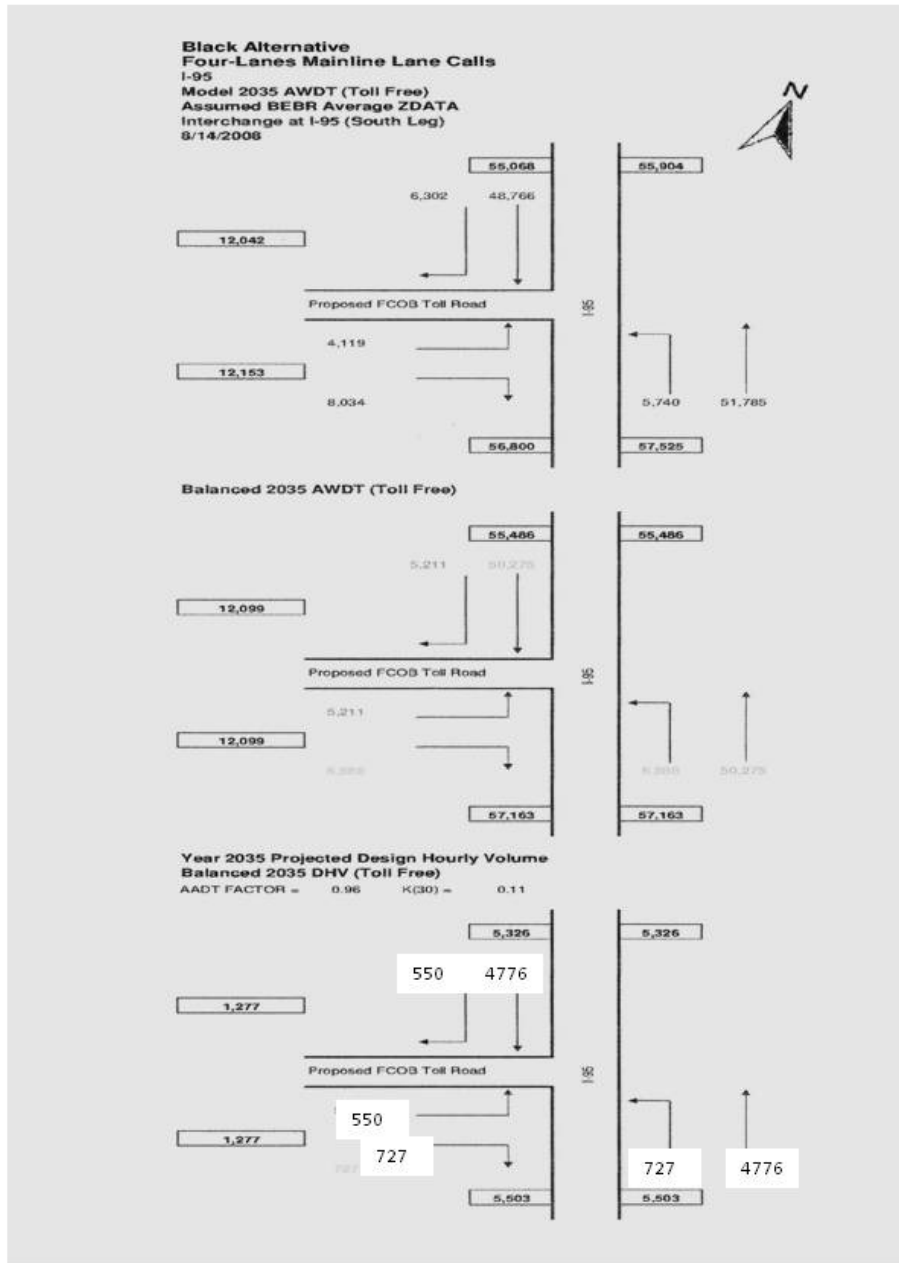 Black Alternative
Four-Lanes Mainline Lane Calls
I-95
Model 2035 AWDT (Toll Free)
Assumed BEBR Average ZDATA
Interchange at I-95 (South Leg)
8/14/2008
N
55,068 55,904
6,302 48,766
12,042
Proposed FCOB Toll Road
I-95
4,119
12,153
8,034 5,740 51,785
56,800 57,525
Balanced 2035 AWDT (Toll Free)
55,486 55,486
5,211 50,275
12,099
Proposed FCOB Toll Road
I-95
5,211
12,099
50,275
57,163 57,163
Year 2035 Projected Design Hourly Volume
Balanced 2035 DHV (Toll Free)
AADT FACTOR = 0.96 K(30) = 0.11
5,326 5,326
550 4776
1,277
Proposed FCOB Toll Road
I-95
550
1,277
727 727 4776
727
5,503 5,503